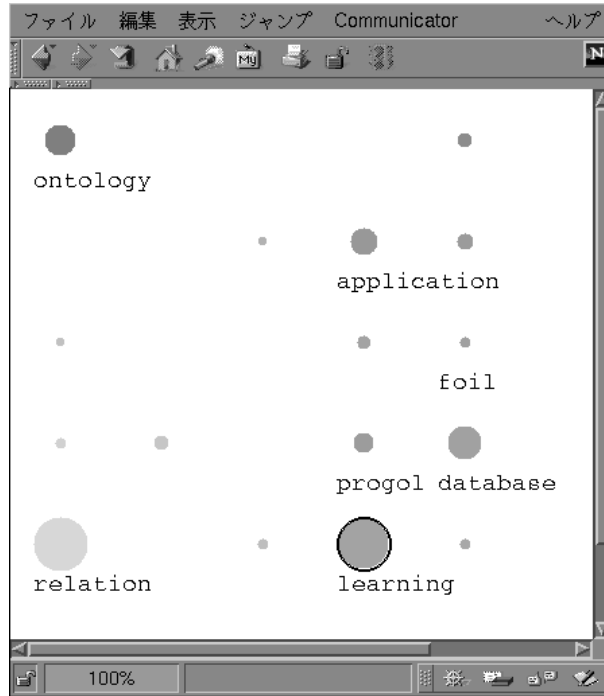 ファイル 編集 表示 ジャンプ Communicator ヘルプ
My N
ontology
application
foil
progol database
relation learning
100%